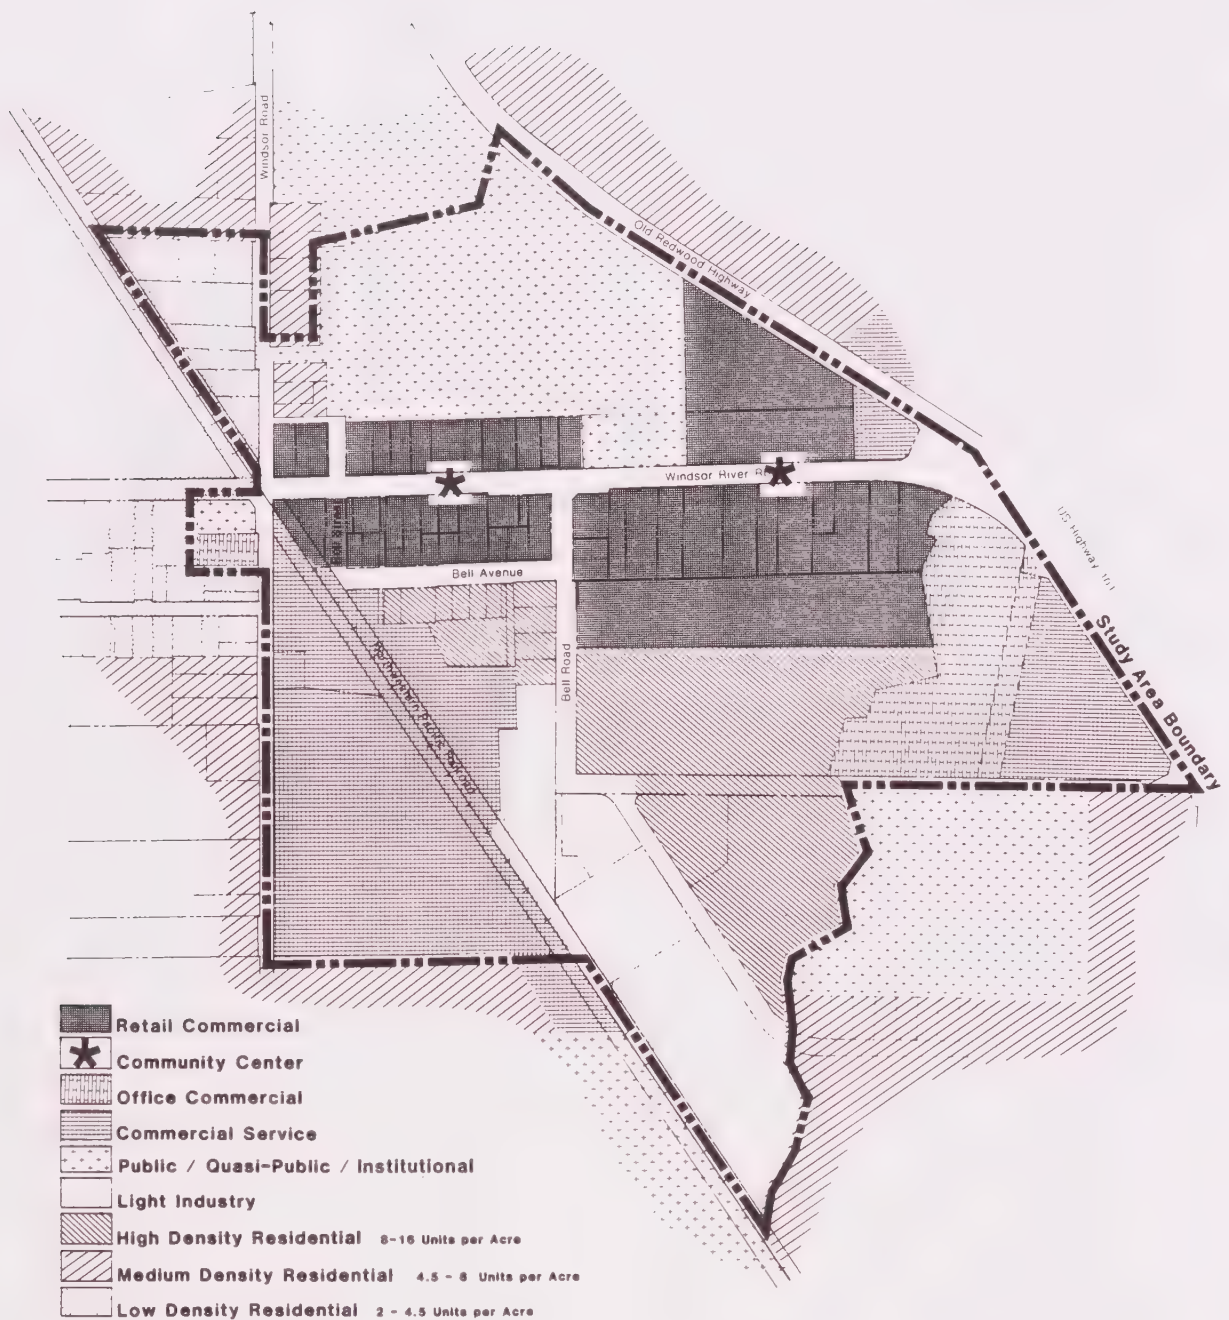 Windsor Road
Old Redwood Highway
Windsor River R
US Highway 101
Study Area Boundary
Bell Avenue
Bell Road
Northwestern Pacific Railroad
Retail Commercial
Community Center
Office Commercial
Commercial Service
Public / Quasi-Public / Institutional
Light Industry
High Density Residential 8-16 Units per Acre
Medium Density Residential 4.5 - 8 Units per Acre
Low Density Residential 2 - 4.5 Units per Acre